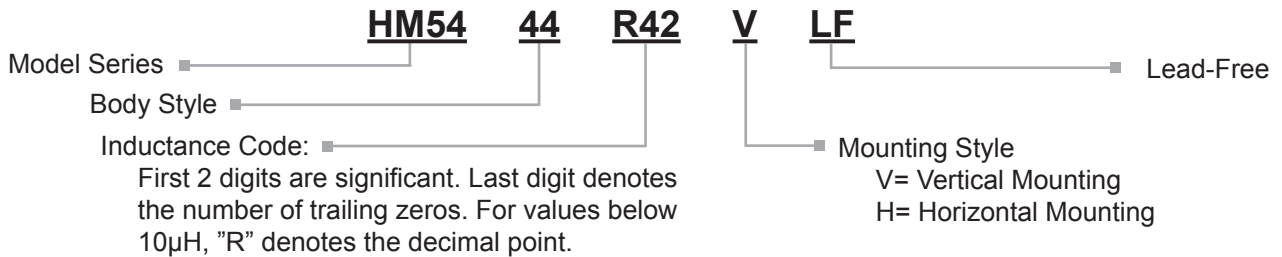 HM54 44 R42 V LF
Model Series
Lead-Free
Body Style
Inductance Code:
First 2 digits are significant. Last digit denotes
the number of trailing zeros. For values below
10µH, ”R” denotes the decimal point.
Mounting Style
V= Vertical Mounting
H= Horizontal Mounting